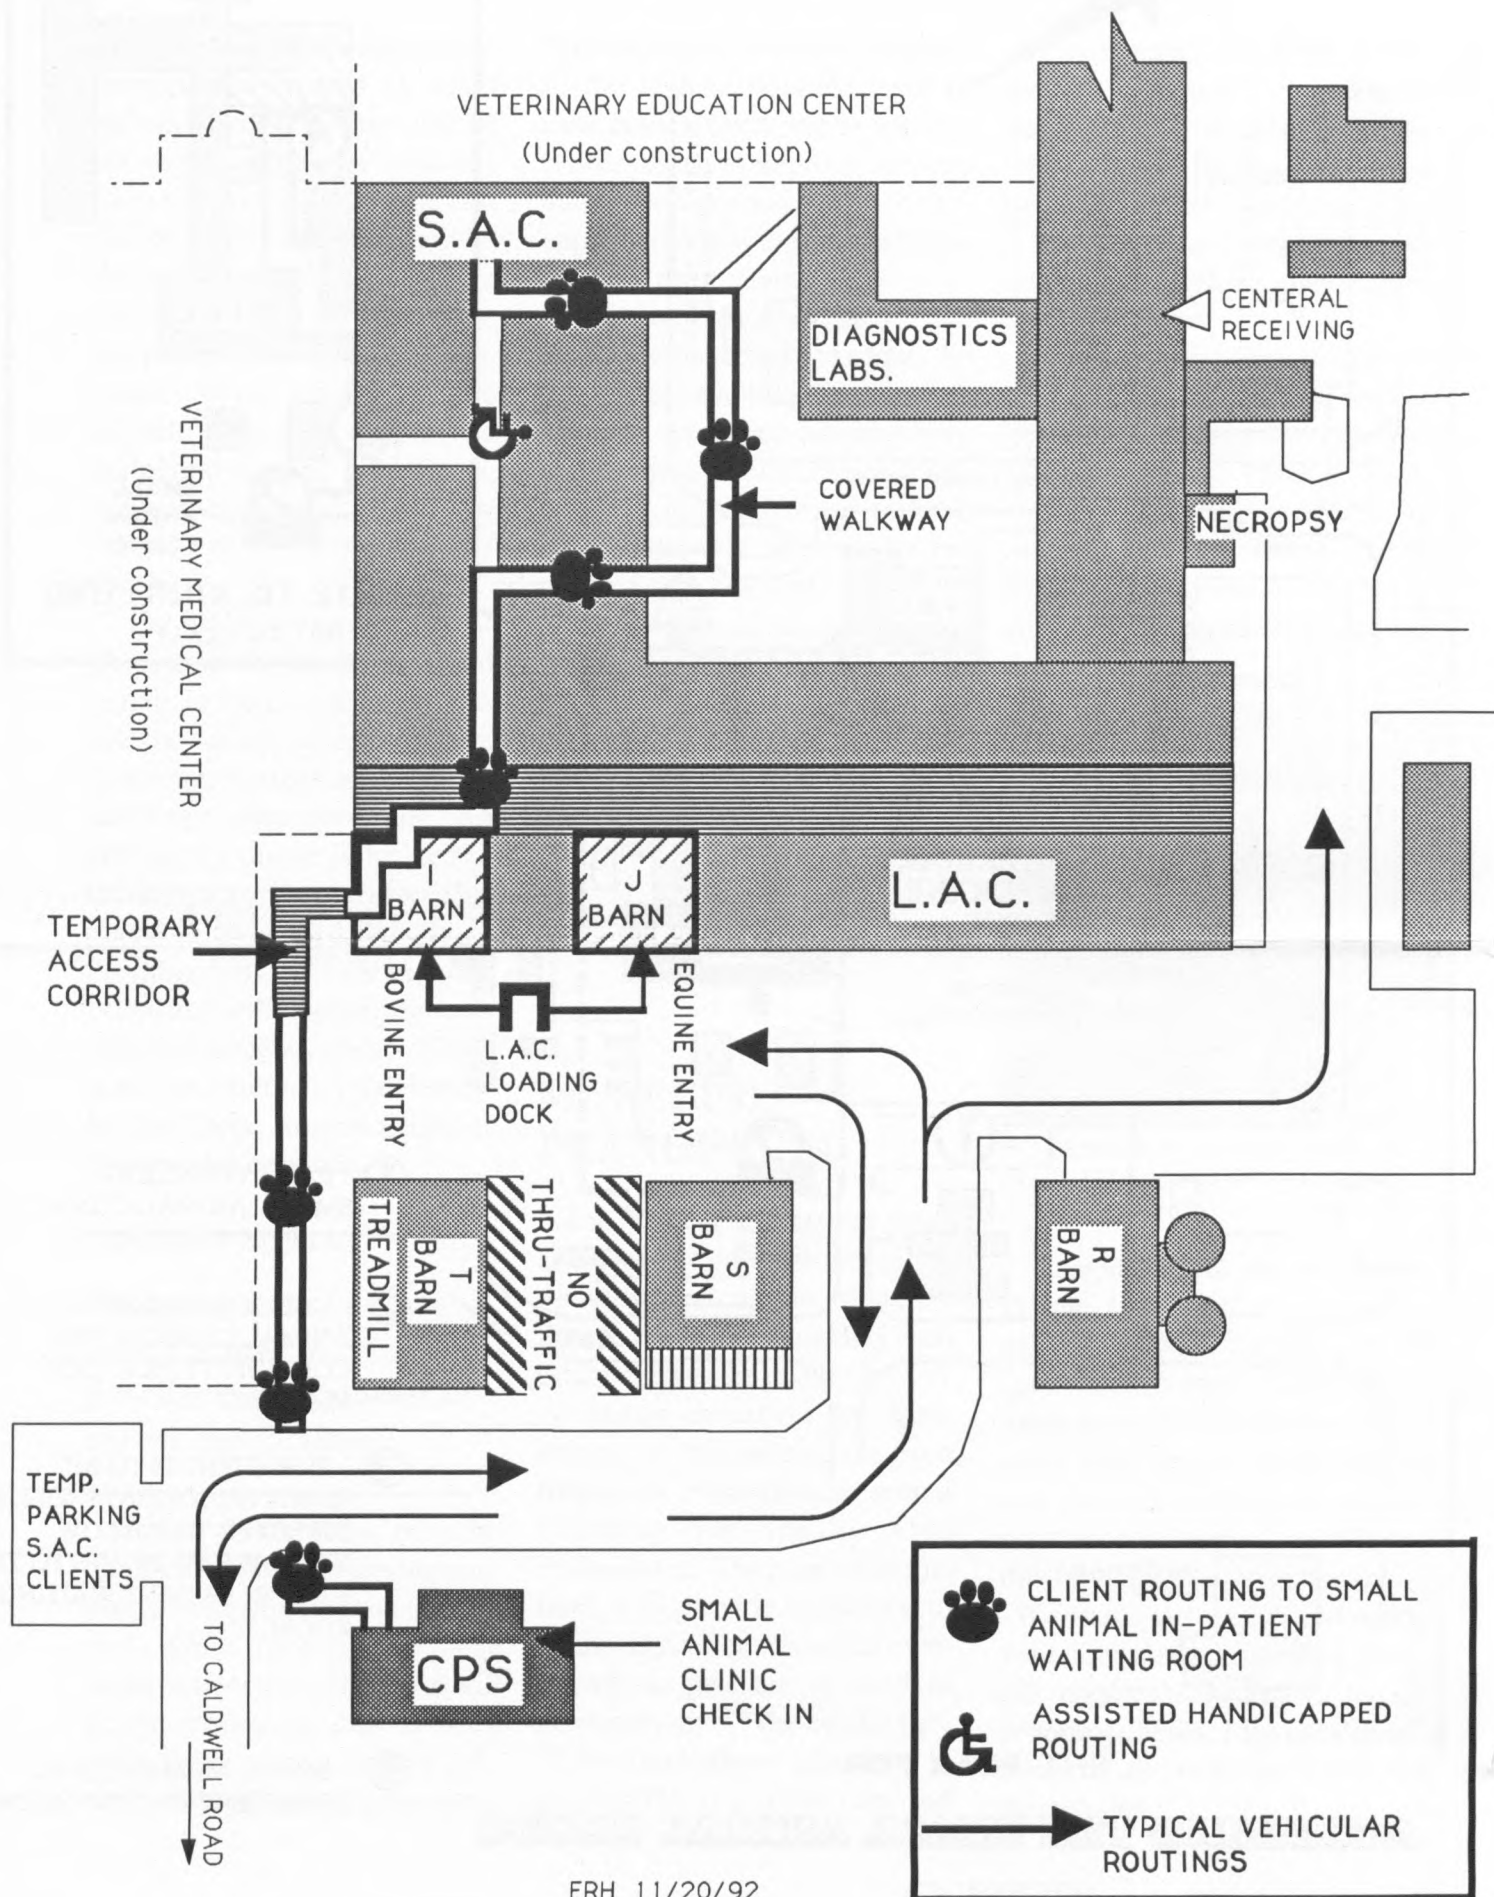 VETERINARY EDUCATION CENTER
(Under construction)
S.A.C.
CENTERAL
RECEIVING
DIAGNOSTICS
LABS.
VETERINARY MEDICAL CENTER
(Under construction)
COVERED
WALKWAY
NECROPSY
I
BARN
J
BARN
L.A.C.
TEMPORARY
ACCESS
CORRIDOR
BOVINE ENTRY
L.A.C.
LOADING
DOCK
EQUINE ENTRY
T
BARN
TREADMILL
NO
THRU-TRAFFIC
S
BARN
R
BARN
TEMP.
PARKING
S.A.C.
CLIENTS
TO CALDWELL ROAD
CPS
SMALL
ANIMAL
CLINIC
CHECK IN
CLIENT ROUTING TO SMALL
ANIMAL IN-PATIENT
WAITING ROOM
ASSISTED HANDICAPPED
ROUTING
TYPICAL VEHICULAR
ROUTINGS
FRH 11/20/92